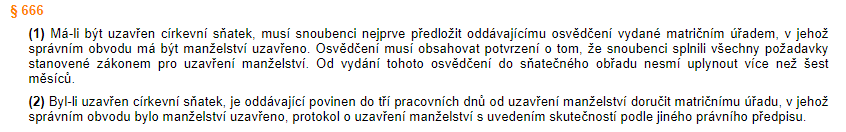 § 666
(1) Má-li být uzavřen církevní sňatek, musí snoubenci nejprve předložit oddávajícímu osvědčení vydané matričním úřadem, v jehož
správním obvodu má být manželství uzavřeno. Osvědčení musí obsahovat potvrzení o tom, že snoubenci splnili všechny požadavky
stanovené zákonem pro uzavření manželství. Od vydání tohoto osvědčení do sňatečného obřadu nesmí uplynout více než šest
měsíců.
(2) Byl-li uzavřen církevní sňatek, je oddávající povinen do tří pracovních dnů od uzavření manželství doručit matričnímu úřadu, v jehož
správním obvodu bylo manželství uzavřeno, protokol o uzavření manželství s uvedením skutečností podle jiného právního předpisu.